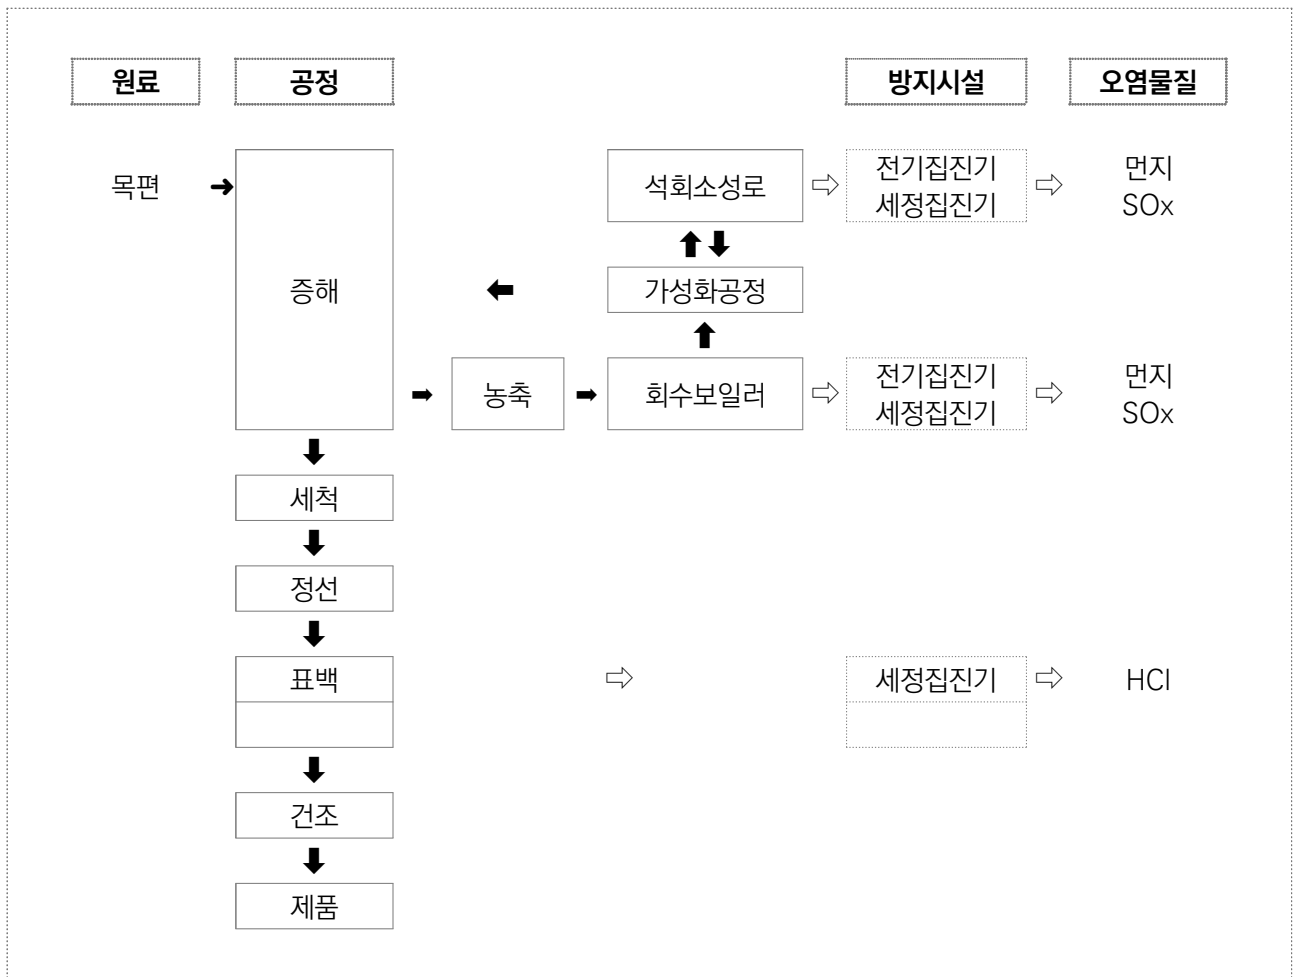 원료
공정
방지시설
오염물질
목편
증해
석회소성로
전기집진기
세정집진기
먼지
SOx
가성화공정
농축
회수보일러
전기집진기
세정집진기
먼지
SOx
세척
정선
표백
세정집진기
HCl
건조
제품